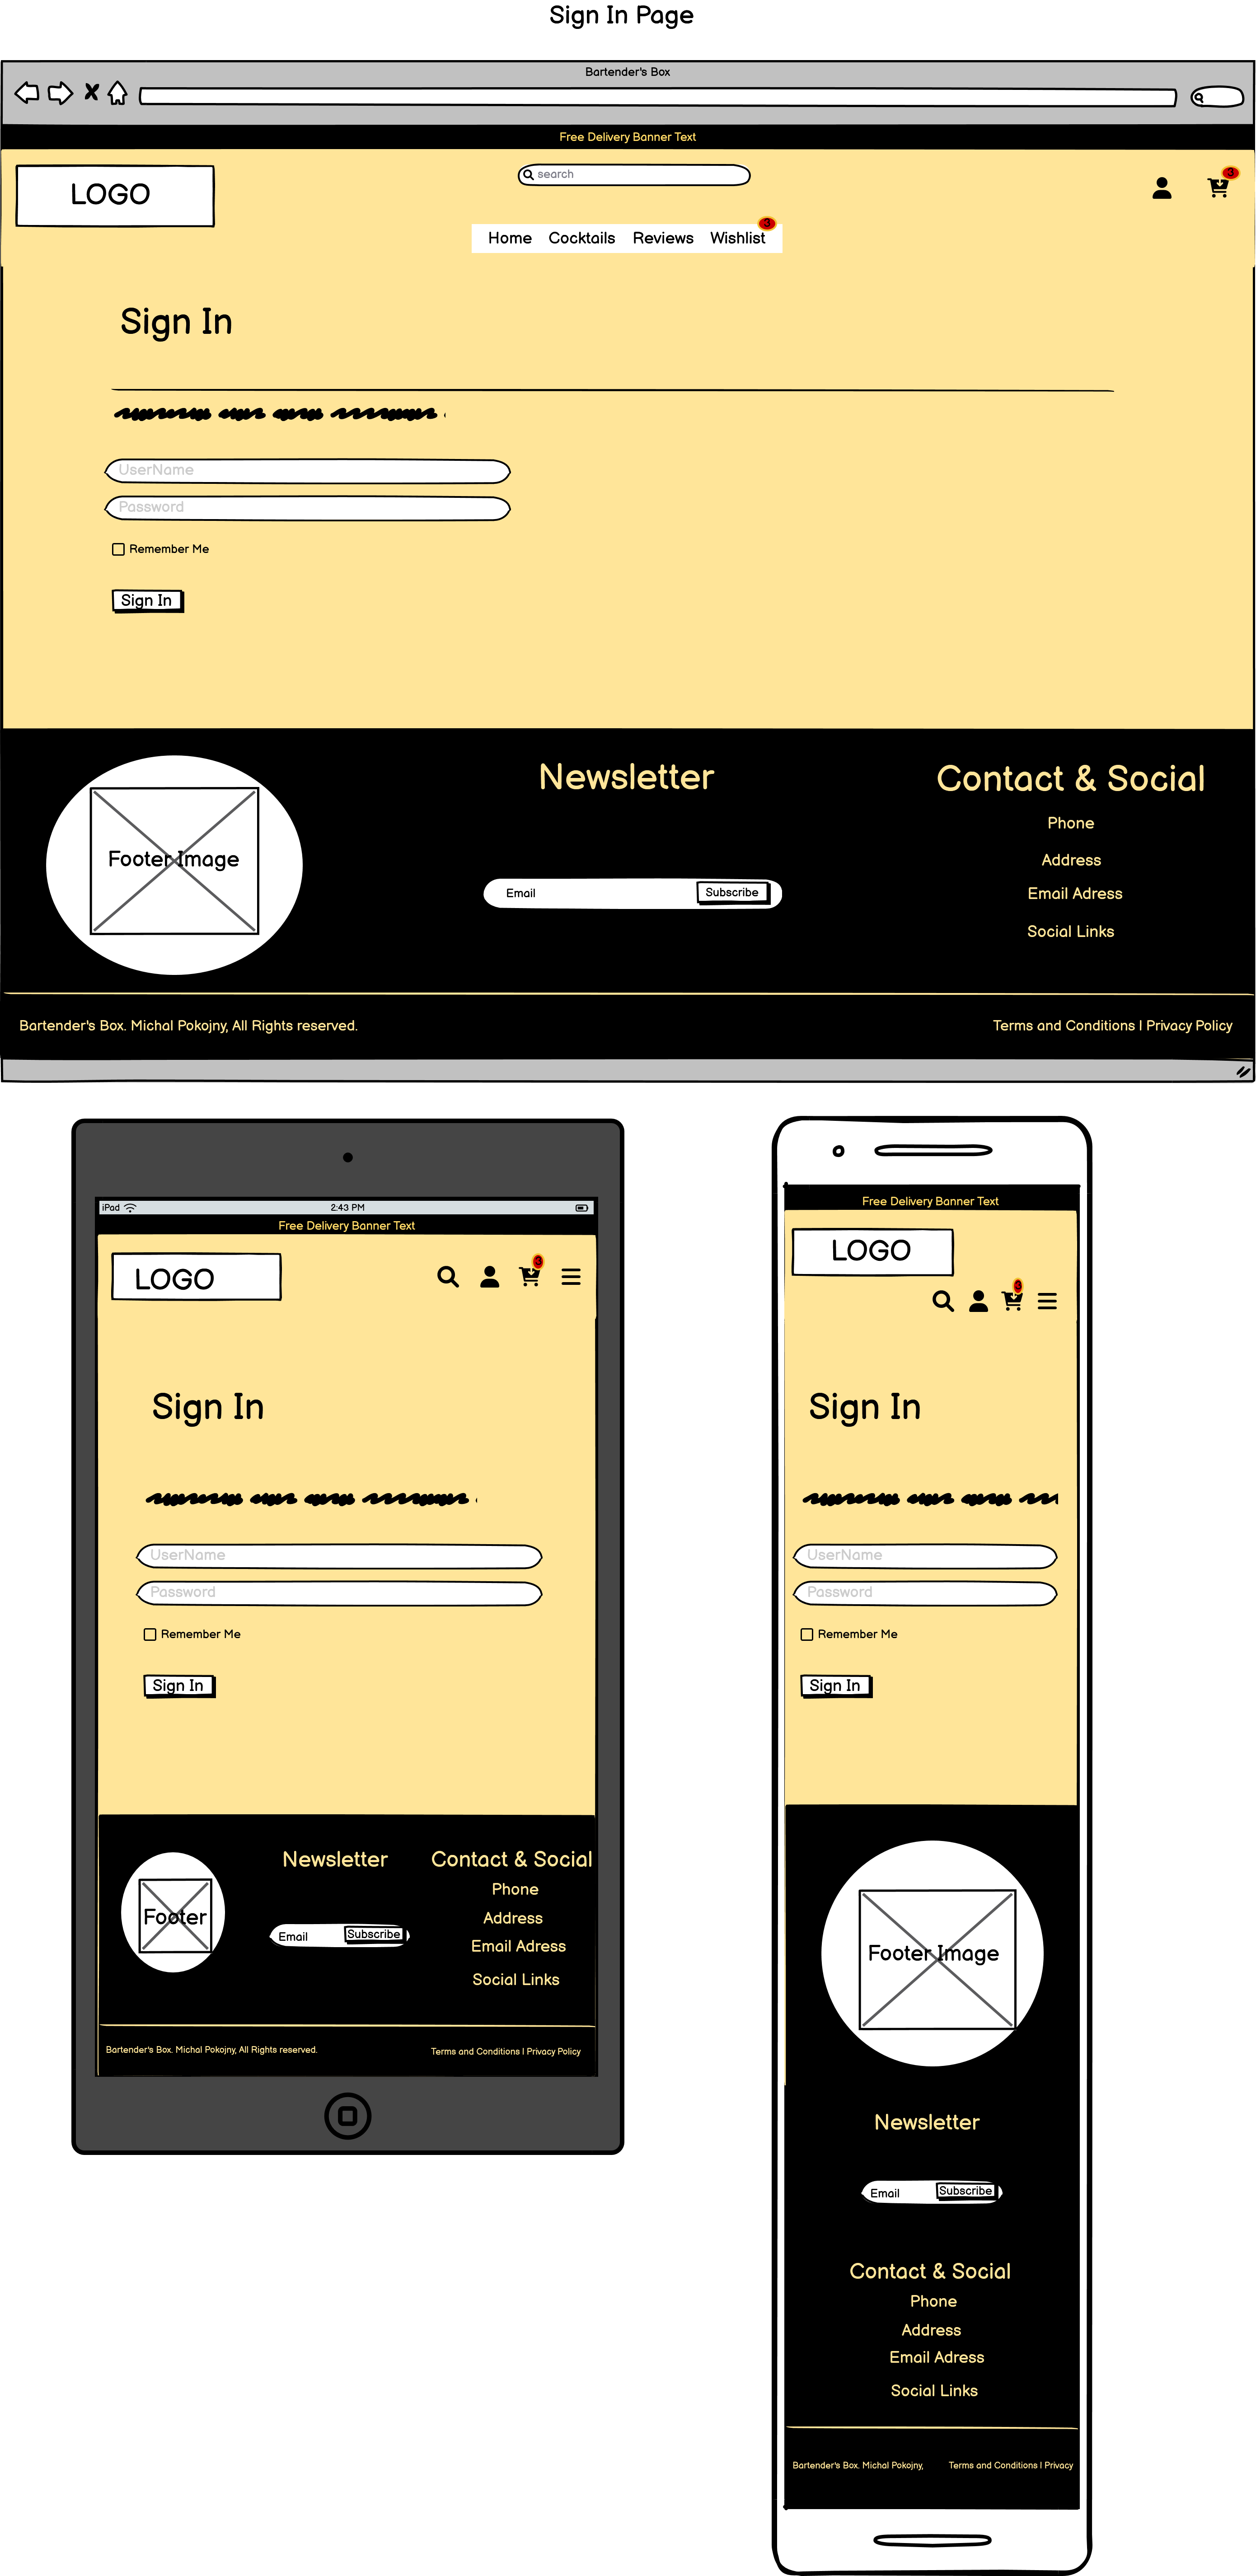 Sign In Page
Bartender's Box
Free Delivery Banner Text
LOGO
search
3
3
Home Cocktails Reviews Wishlist
Sign In
UserName
Password
Remember Me
Sign In
Footer Image
Newsletter
Email
Subscribe
Contact & Social
Phone
Address
Email Adress
Social Links
Bartender's Box. Michal Pokojny, All Rights reserved.
Terms and Conditions I Privacy Policy
iPad
2:43 PM
Free Delivery Banner Text
LOGO
3
Sign In
UserName
Password
Remember Me
Sign In
Footer
Newsletter
Email
Subscribe
Contact & Social
Phone
Address
Email Adress
Social Links
Bartender's Box. Michal Pokojny, All Rights reserved.
Terms and Conditions I Privacy Policy
Free Delivery Banner Text
LOGO
3
Sign In
UserName
Password
Remember Me
Sign In
Footer Image
Newsletter
Email
Subscribe
Contact & Social
Phone
Address
Email Adress
Social Links
Bartender's Box. Michal Pokojny,
Terms and Conditions I Privacy